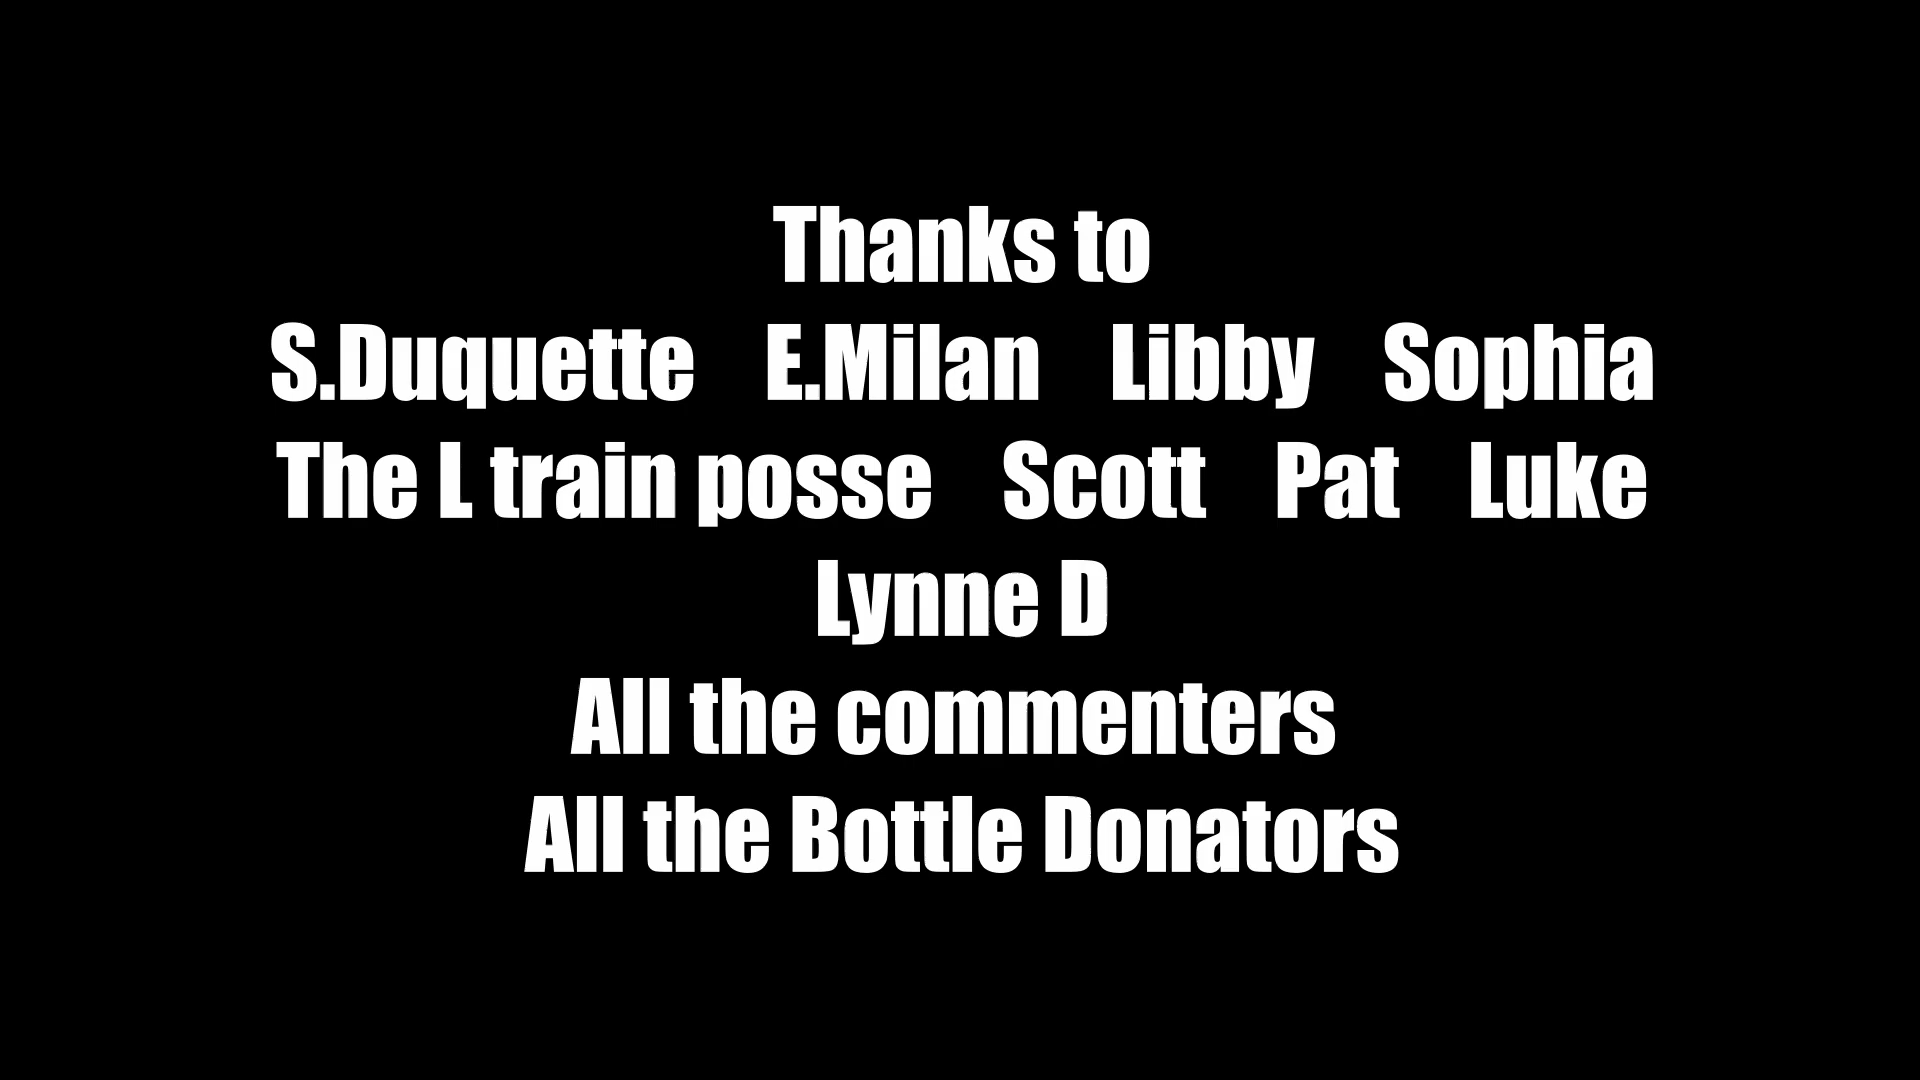 Thanks to
S.Duquette E.Milan Libby Sophia
The L train posse Scott Pat Luke
Lynne D
All the commenters
All the Bottle Donators